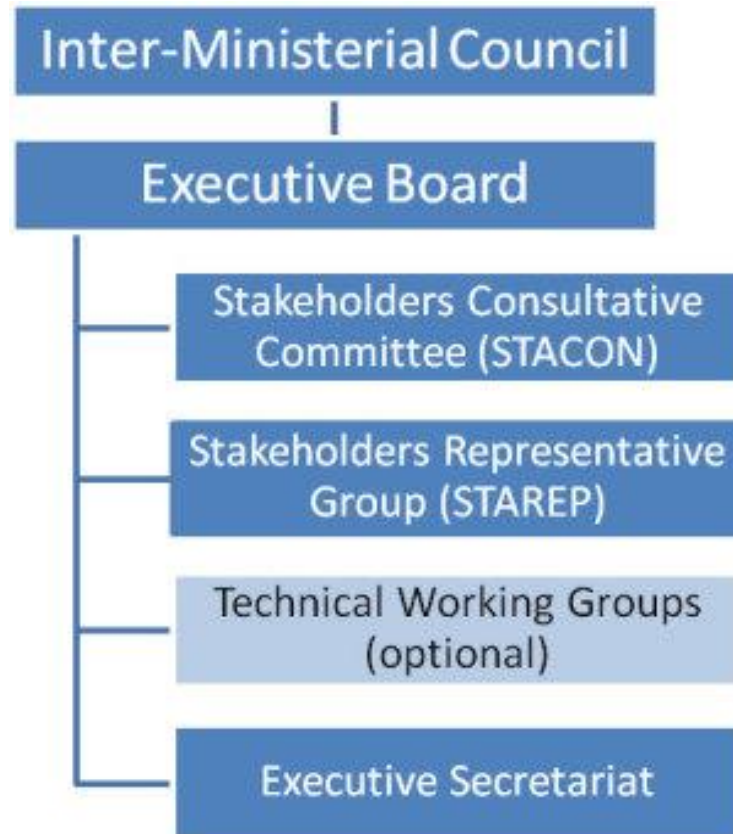 Inter-Ministerial Council
Executive Board
Stakeholders Consultative
Committee (STACON)
Stakeholders Representative
Group (STAREP)
Technical Working Groups
(optional)
Executive Secretariat